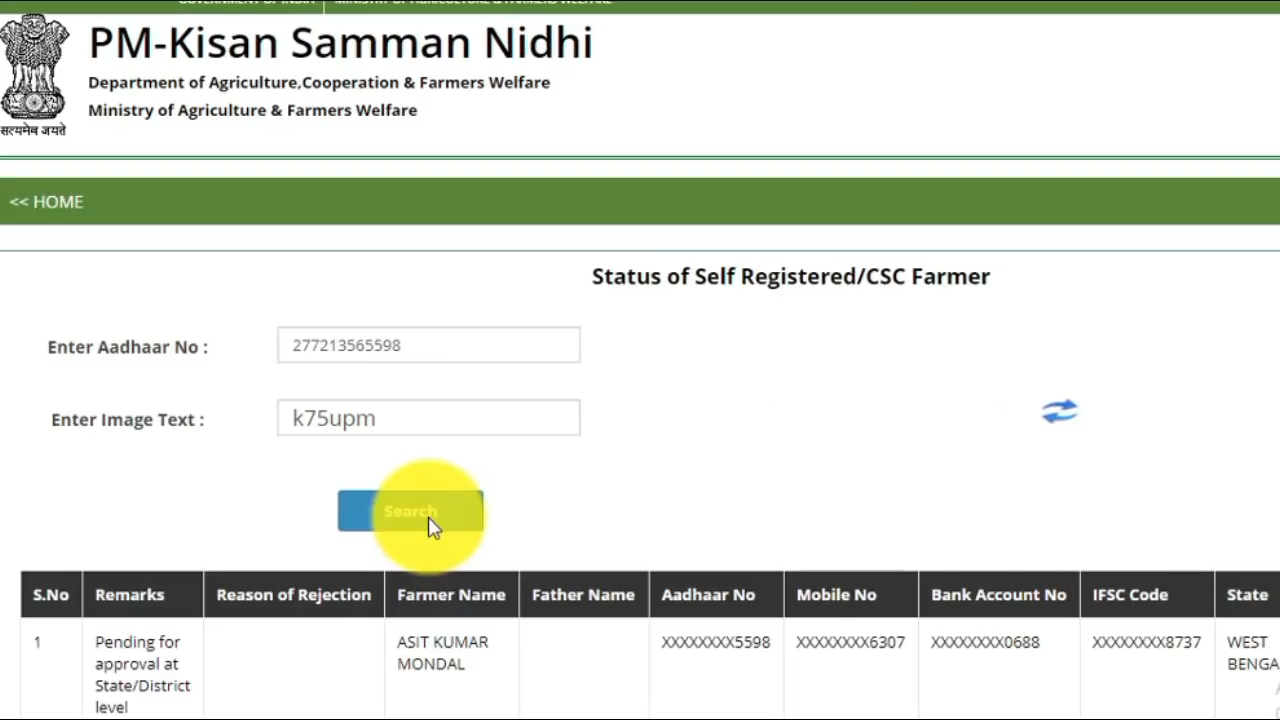 PM-Kisan Samman Nidhi
Department of Agriculture,Cooperation & Farmers Welfare
Ministry of Agriculture & Farmers Welfare
सत्यमेव जयते
<< HOME
Status of Self Registered/CSC Farmer
Enter Aadhaar No : 277213565598
Enter Image Text : k75upm
Search
S.No Remarks Reason of Rejection Farmer Name Father Name Aadhaar No Mobile No Bank Account No IFSC Code State
1 Pending for ASIT KUMAR XXXXXXXX5598 XXXXXXXX6307 XXXXXXXX0688 XXXXXXXX8737 WEST
approval at MONDAL BENGA
State/District
level